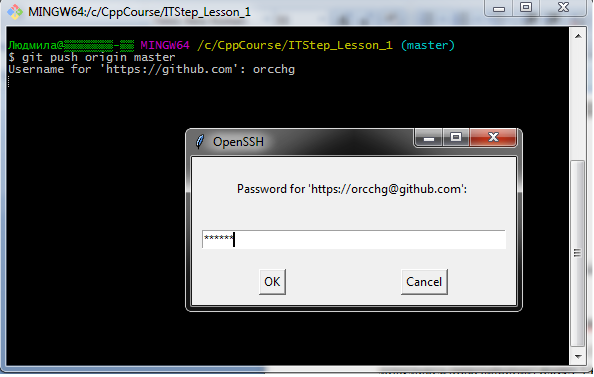 MINGW64:/c/CppCourse/ITStep_Lesson_1
Людмила@▒▒▒▒▒▒▒-▒▒ MINGW64 /c/CppCourse/ITStep_Lesson_1 (master)
$ git push origin master
Username for 'https://github.com': orcchg
OpenSSH
Password for 'https://orcchg@github.com':
******
OK
Cancel